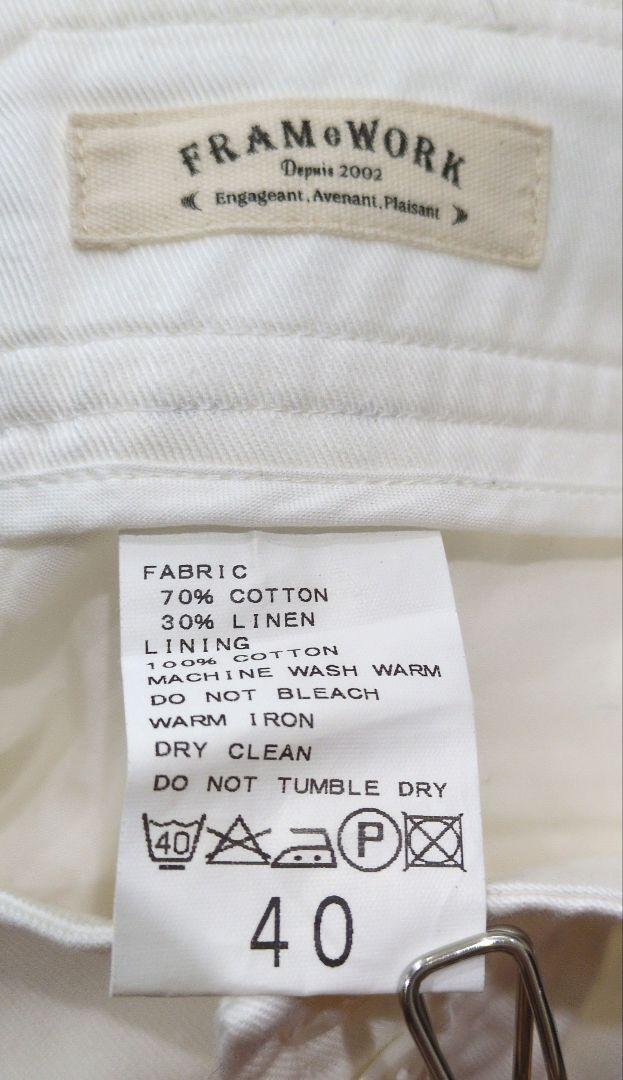 FRAMeWORK
Depuis 2002
Engageant, Avenant, Plaisant
FABRIC
70% COTTON
30% LINEN
LINING
100% COTTON
MACHINE WASH WARM
DO NOT BLEACH
WARM IRON
DRY CLEAN
DO NOT TUMBLE DRY
40 P
40